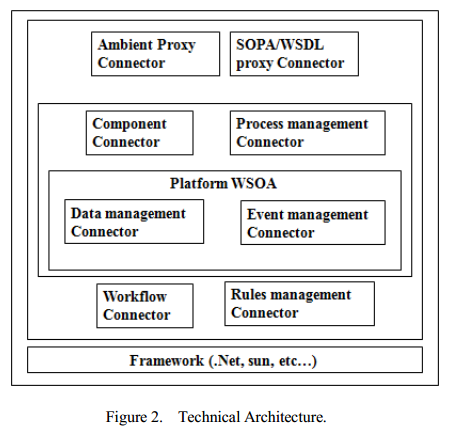 Ambient Proxy
Connector
SOPA/WSDL
proxy Connector
Component
Connector
Process management
Connector
Platform WSOA
Data management
Connector
Event management
Connector
Workflow
Connector
Rules management
Connector
Framework (.Net, sun, etc…)
Figure 2. Technical Architecture.